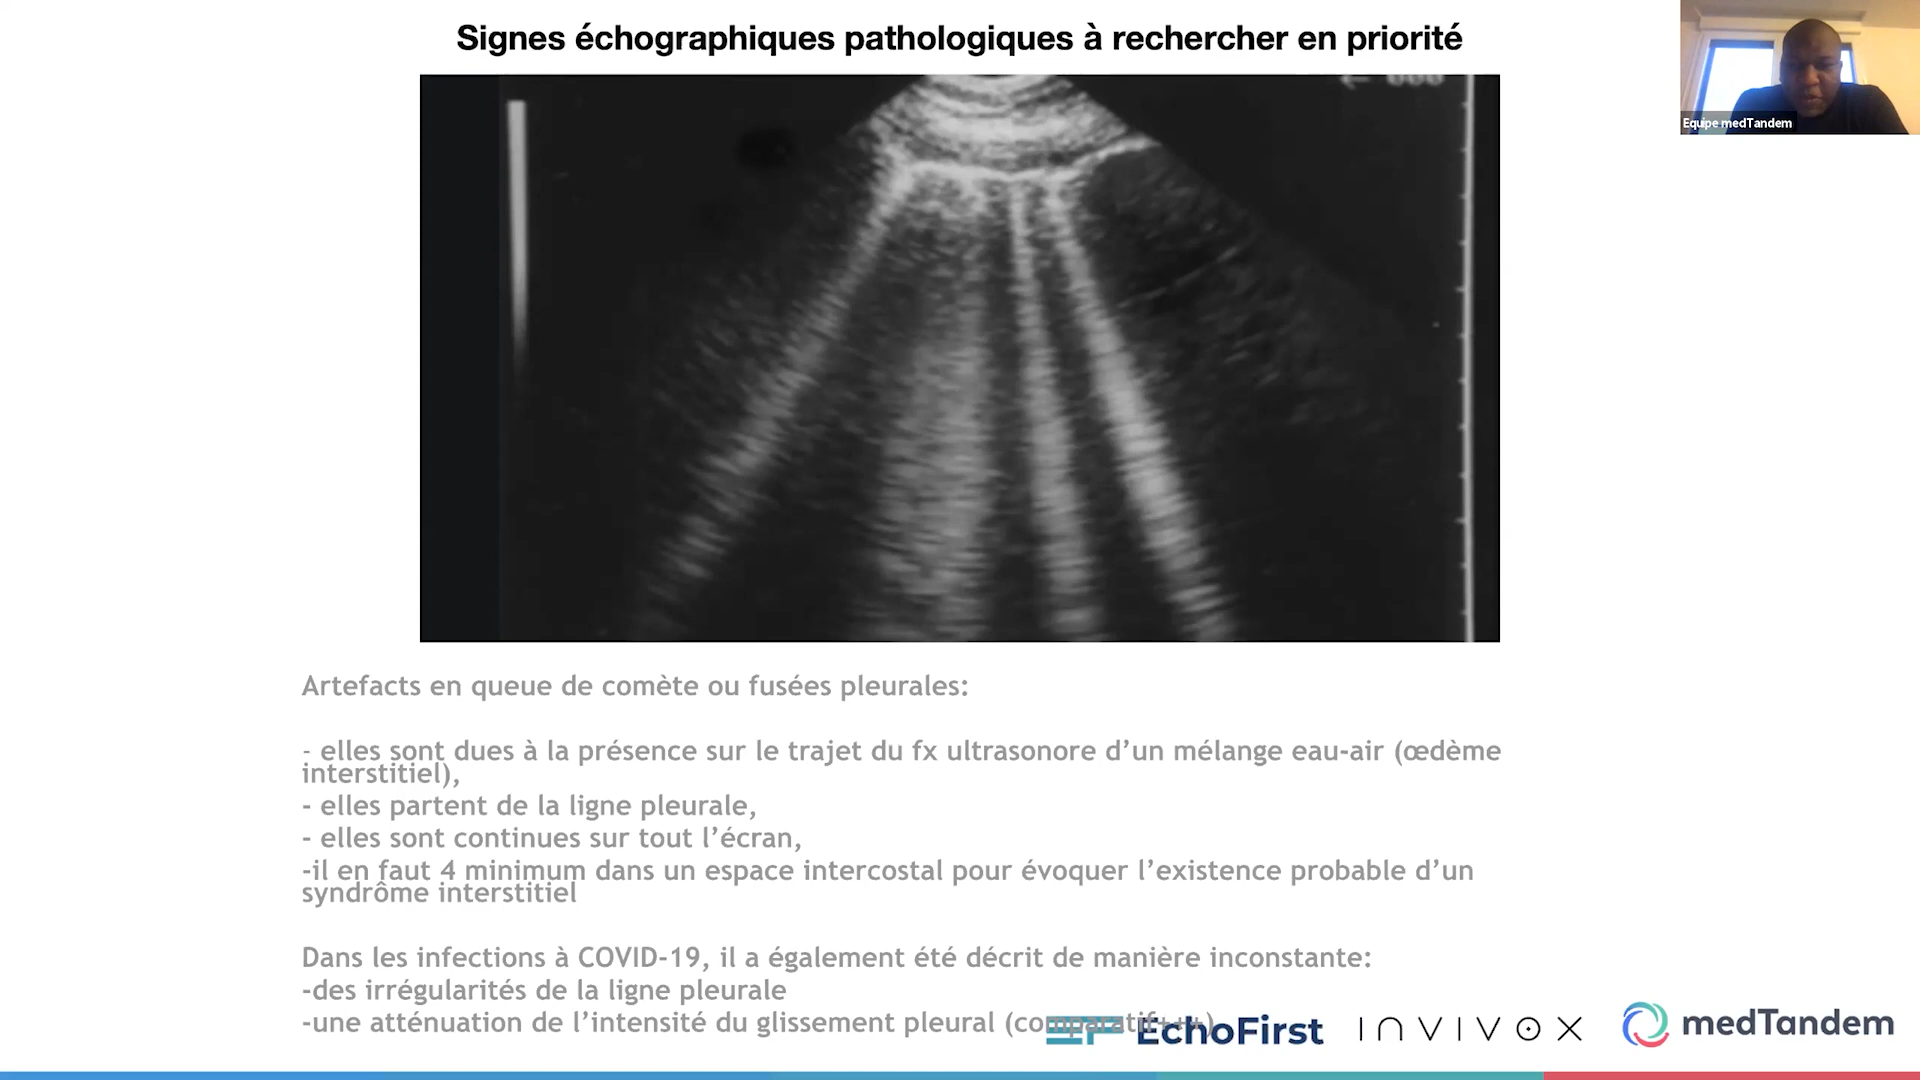 Signes échographiques pathologiques à rechercher en priorité
Equipe medTandem
Artefacts en queue de comète ou fusées pleurales:
- elles sont dues à la présence sur le trajet du fx ultrasonore d’un mélange eau-air (œdème
interstitiel),
- elles partent de la ligne pleurale,
- elles sont continues sur tout l’écran,
-il en faut 4 minimum dans un espace intercostal pour évoquer l’existence probable d’un
syndrôme interstitiel
Dans les infections à COVID-19, il a également été décrit de manière inconstante:
-des irrégularités de la ligne pleurale
-une atténuation de l’intensité du glissement pleural (comparatif+++)
EchoFirst
INVIVOX
medTandem